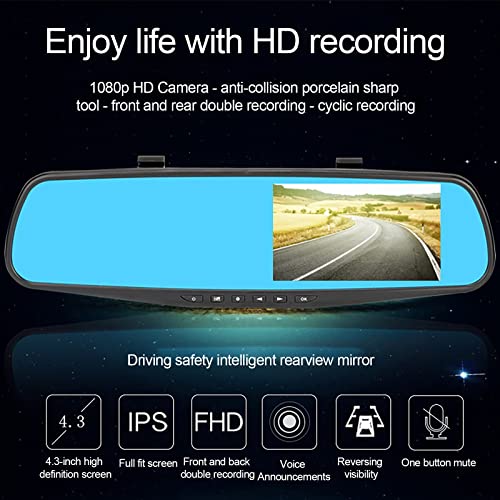 Enjoy life with HD recording
1080p HD Camera - anti-collision porcelain sharp
tool - front and rear double recording - cyclic recording
OK
Driving safety intelligent rearview mirror
4.3
IPS
FHD
4.3-inch high
definition screen
Full fit screen
Front and back
double recording
Voice
Announcements
Reversing
visibility
One button mute